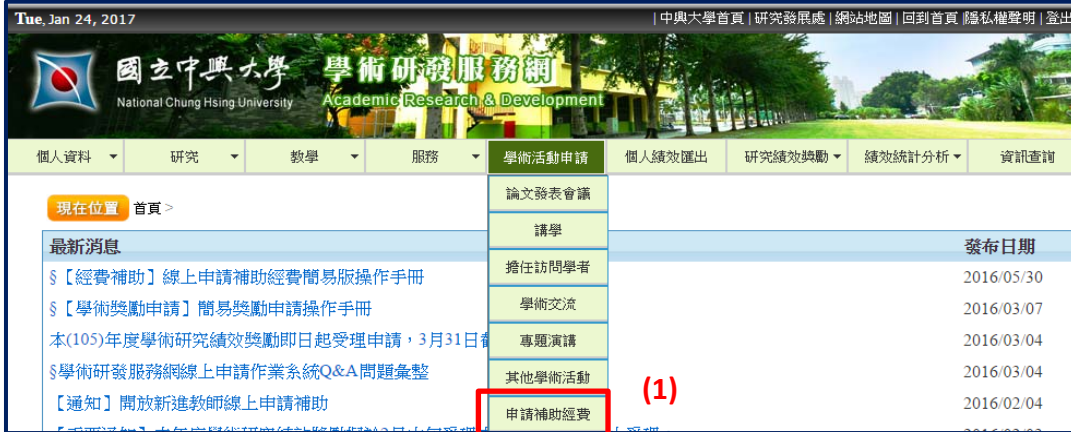 Tue, Jan 24, 2017
|中興大學首頁|研究發展處|網站地圖|回到首頁|隱私權聲明|登出
國立中興大學 學術研發服務網
National Chung Hsing University Academic Research & Development
個人資料 研究 教學 服務 學術活動申請 個人績效匯出 研究績效獎勵 績效統計分析 資訊查詢
論文發表會議
講學
擔任訪問學者
學術交流
專題演講
其他學術活動
申請補助經費
(1)
現在位置 首頁 >
最新消息 發布日期
§【經費補助】線上申請補助經費簡易版操作手冊 2016/05/30
§【學術獎勵申請】簡易獎勵申請操作手冊 2016/03/07
本(105)年度學術研究績效獎勵即日起受理申請,3月31日 2016/03/04
§學術研發服務網線上申請作業系統Q&A問題彙整 2016/03/04
【通知】開放新進教師線上申請補助 2016/02/04